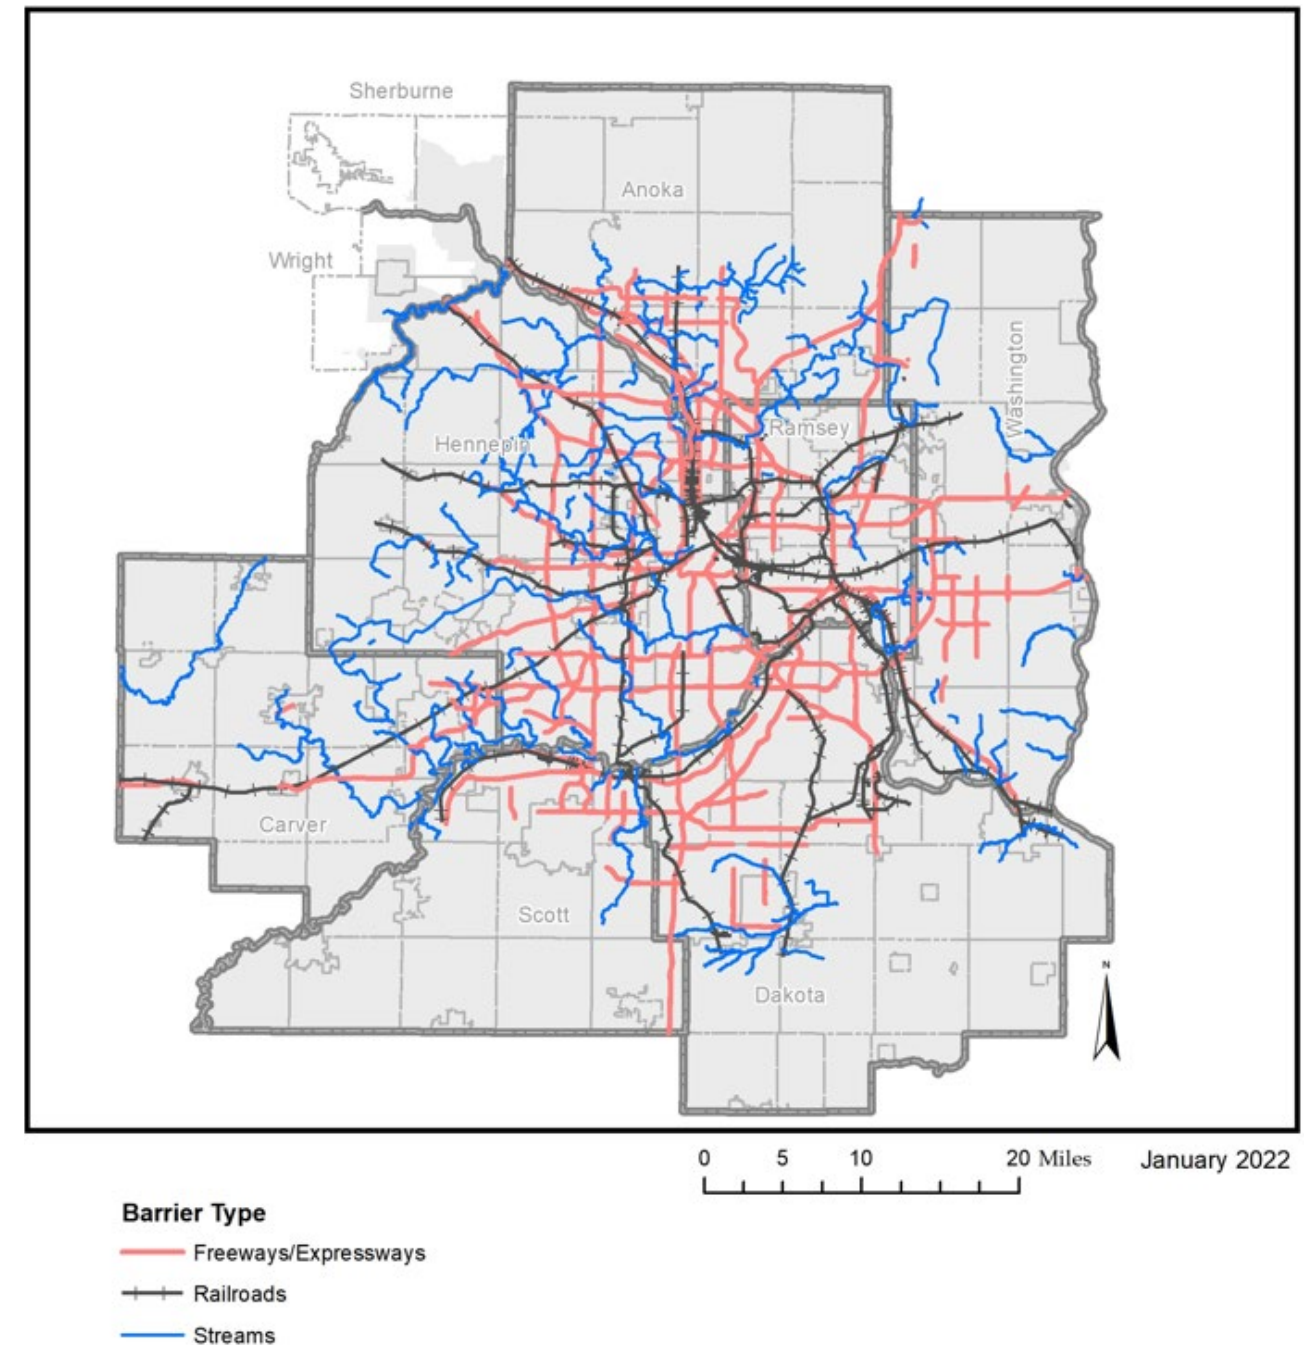 Sherburne
Anoka
Wright
Washington
Ramsey
Hennepin
Carver
Scott
Dakota
N
0 5 10 20 Miles
January 2022
Barrier Type
Freeways/Expressways
Railroads
Streams